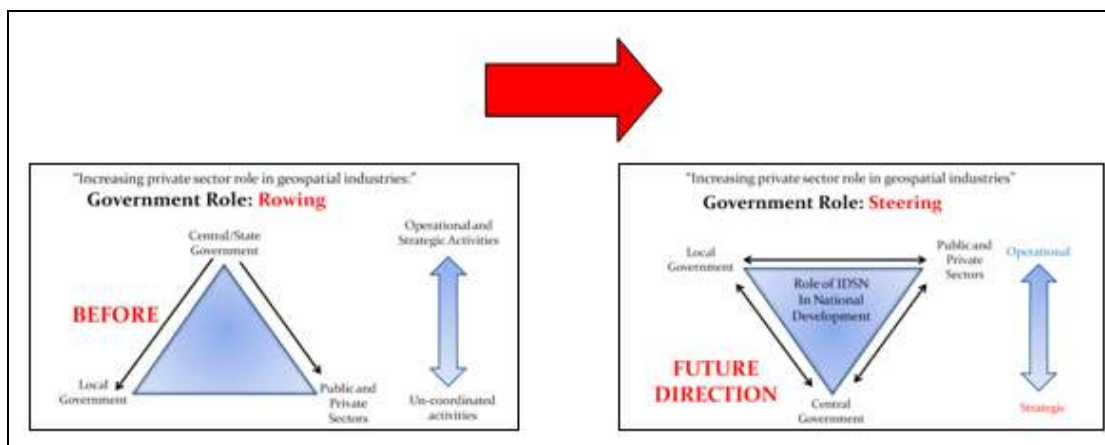 "Increasing private sector role in geospatial industries:"
Government Role: Rowing
Central/State
Government
Operational and
Strategic Activities
BEFORE
Local
Government
Public and
Private
Sectors
Un-coordinated
activities
"Increasing private sector role in geospatial industries"
Government Role: Steering
Local
Government
Public and
Private
Sectors
Operational
Role of IDSN
In National
Development
FUTURE
DIRECTION
Central
Government
Strategic